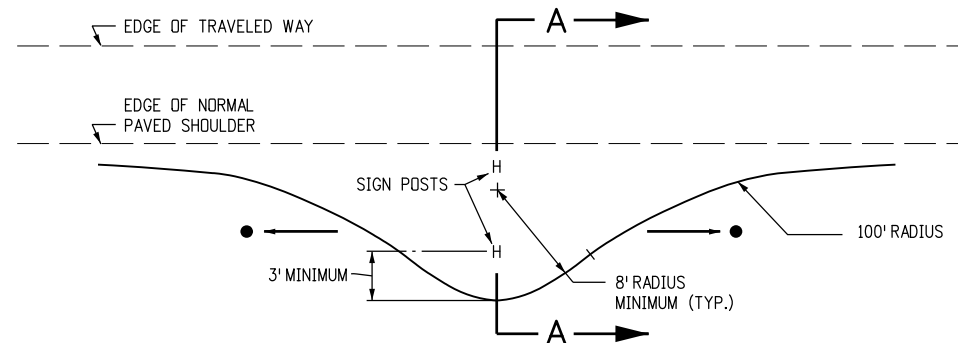 A
EDGE OF TRAVELED WAY
EDGE OF NORMAL
PAVED SHOULDER
H
SIGN POSTS
H
100' RADIUS
3' MINIMUM
8' RADIUS
MINIMUM (TYP.)
A